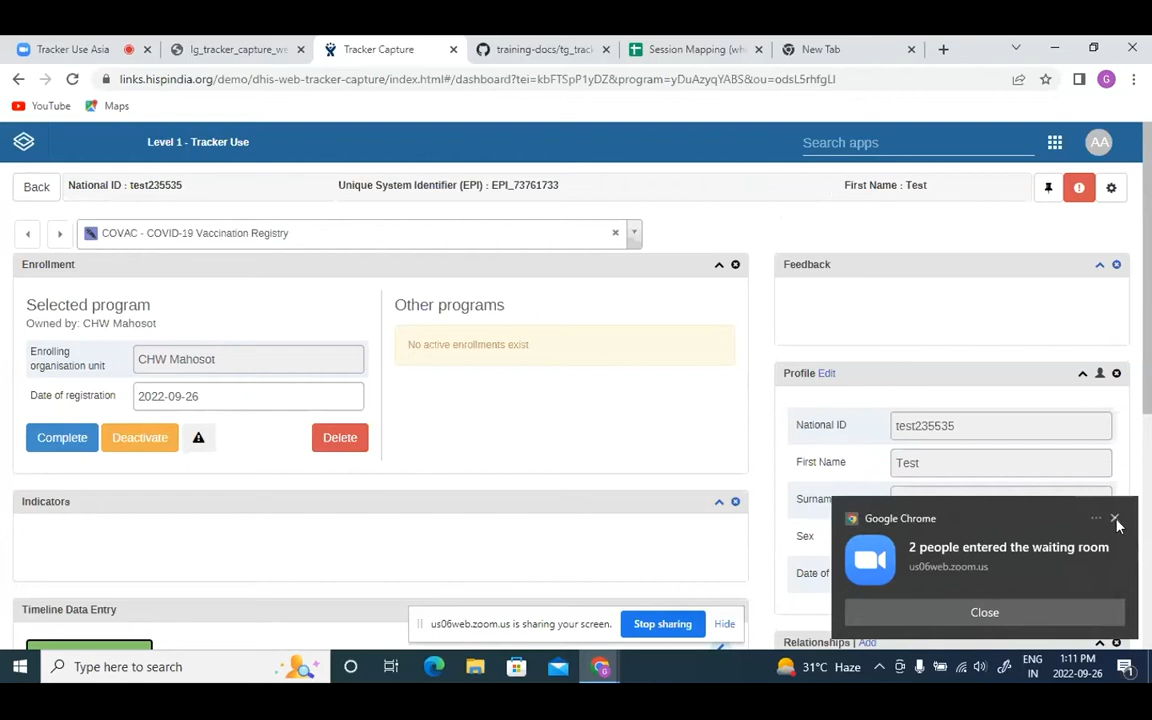 Tracker Use Asia
lg_tracker_capture_we
Tracker Capture
training-docs/tg_track
Session Mapping (wh
New Tab
links.hispindia.org/demo/dhis-web-tracker-capture/index.html#/dashboard?tei=kbFTSpP1yDZ&program=yDuAzyqYABS&ou=odsL5rhfgLI
G
YouTube
Maps
Level 1 - Tracker Use
Search apps
AA
Back
National ID : test235535
Unique System Identifier (EPI) : EPI_73761733
First Name : Test
COVAC - COVID-19 Vaccination Registry
Enrollment
Feedback
Selected program
Other programs
Owned by: CHW Mahosot
Enrolling
organisation unit
CHW Mahosot
No active enrollments exist
Date of registration
2022-09-26
Profile Edit
Complete
Deactivate
Delete
National ID
test235535
First Name
Test
Surname
Indicators
Google Chrome
Sex
2 people entered the waiting room
us06web.zoom.us
Date of
Close
Timeline Data Entry
us06web.zoom.us is sharing your screen.
Stop sharing
Hide
Relationships / Add
Type here to search
31°C Haze
ENG
IN
1:11 PM
2022-09-26
1